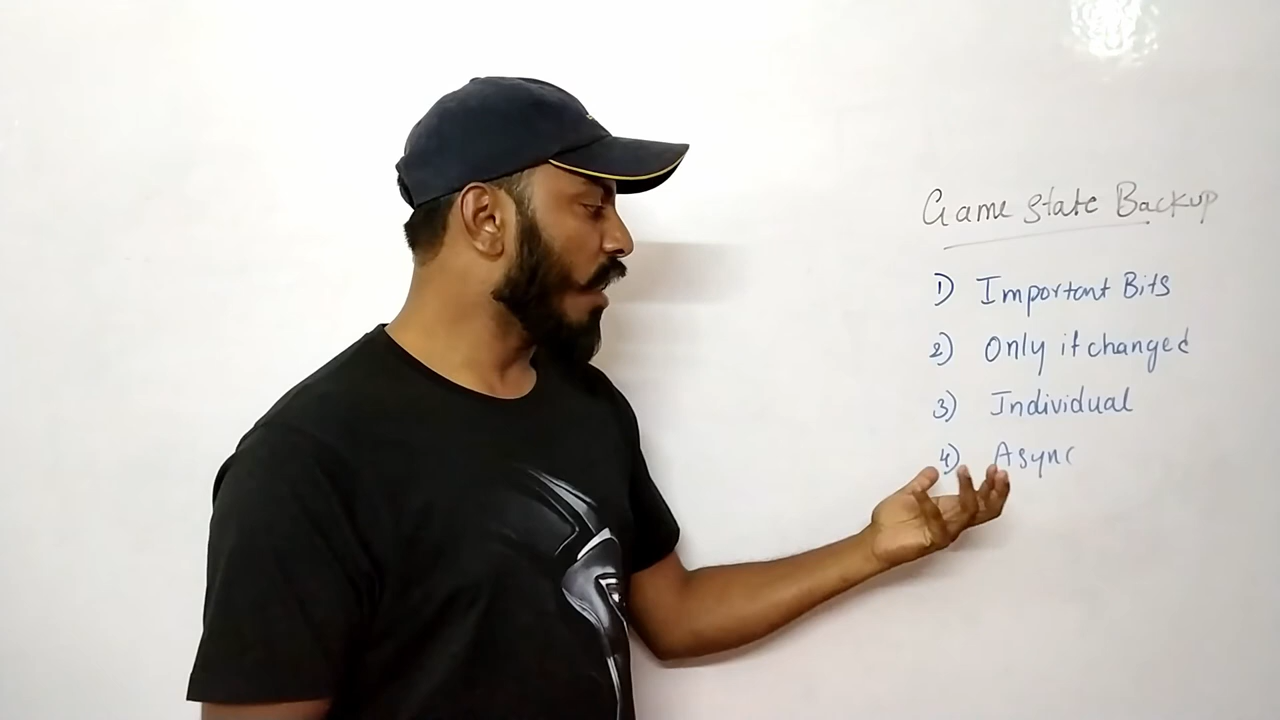 Game State Backup
1) Important Bits
2) Only if changed
3) Individual
4) Async